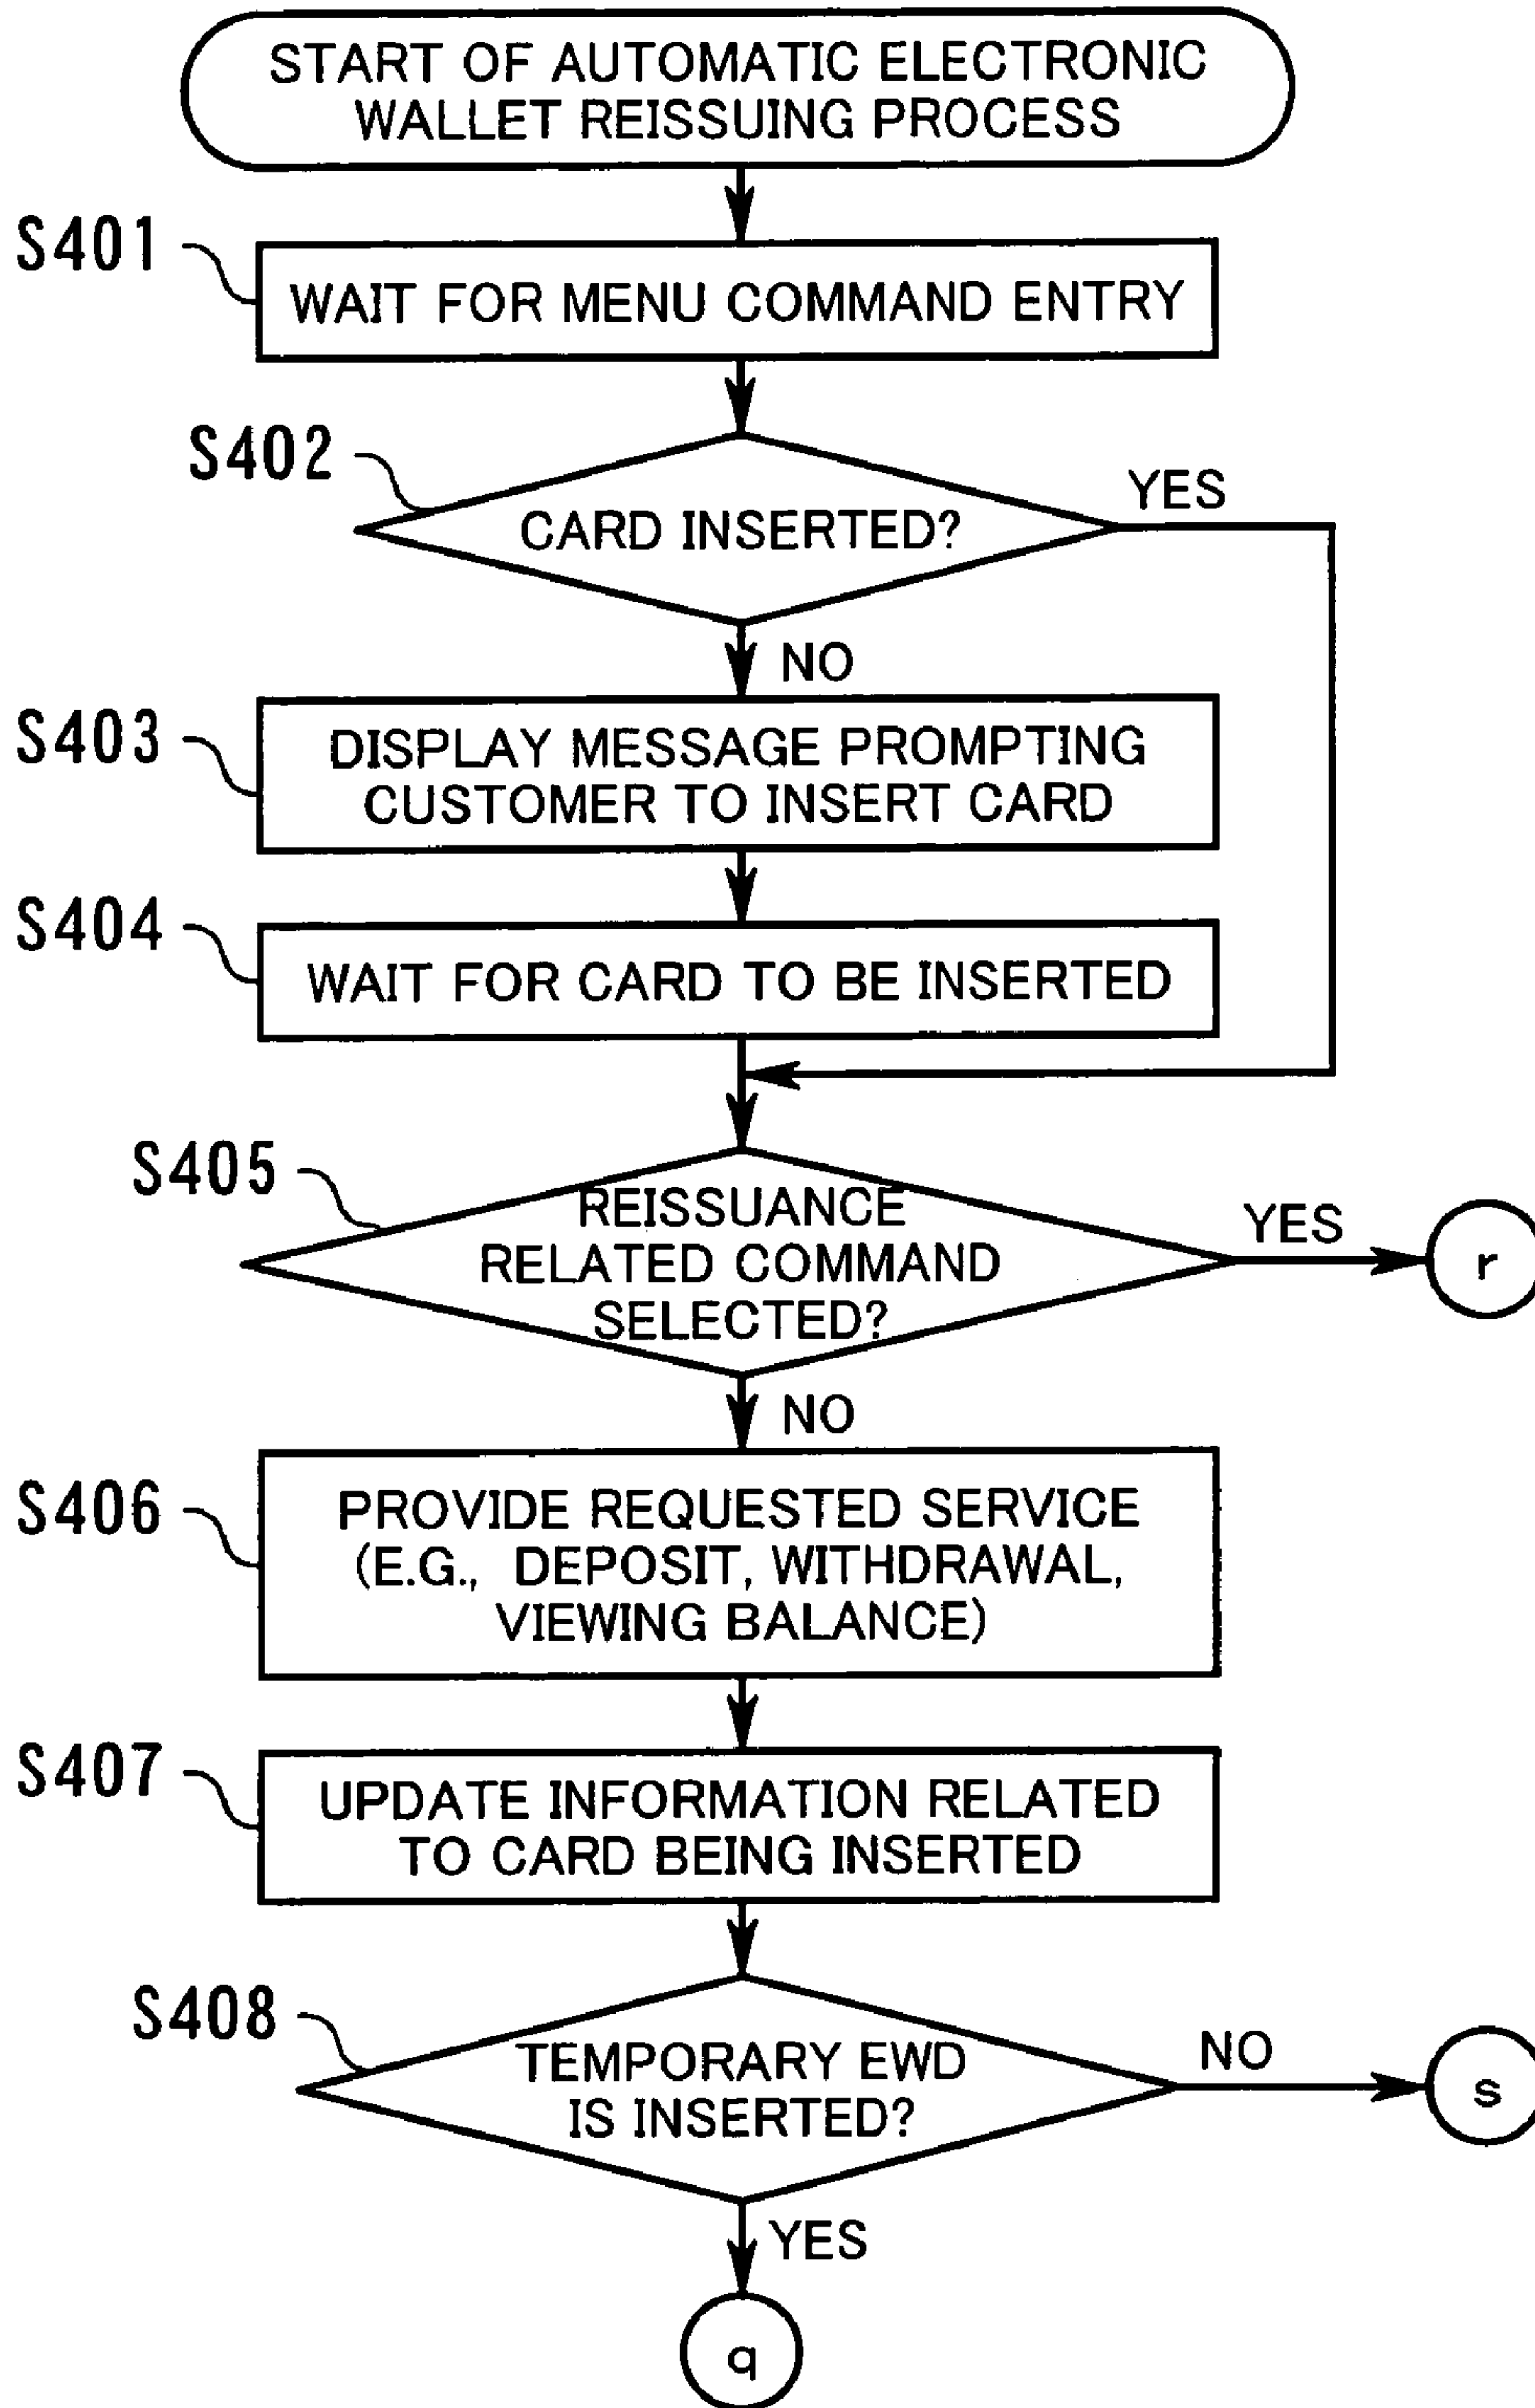 START OF AUTOMATIC ELECTRONIC
WALLET REISSUING PROCESS
S401
WAIT FOR MENU COMMAND ENTRY
S402
CARD INSERTED?
YES
NO
S403
DISPLAY MESSAGE PROMPTING
CUSTOMER TO INSERT CARD
S404
WAIT FOR CARD TO BE INSERTED
S405
REISSUANCE
RELATED COMMAND
SELECTED?
YES
r
NO
S406
PROVIDE REQUESTED SERVICE
(E.G., DEPOSIT, WITHDRAWAL,
VIEWING BALANCE)
S407
UPDATE INFORMATION RELATED
TO CARD BEING INSERTED
S408
TEMPORARY EWD
IS INSERTED?
NO
s
YES
q